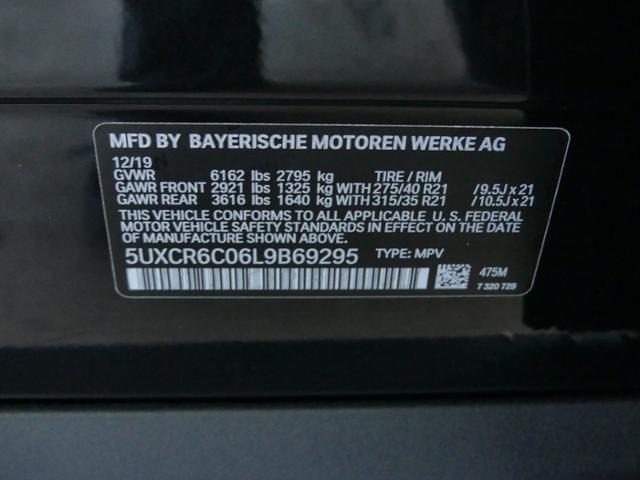 MFD BY BAYERISCHE MOTOREN WERKE AG
12/19
GVWR 6162 lbs 2795 kg TIRE / RIM
GAWR FRONT 2921 lbs 1325 kg WITH 275/40 R21 /9.5J x 21
GAWR REAR 3616 lbs 1640 kg WITH 315/35 R21 /10.5J x 21
THIS VEHICLE CONFORMS TO ALL APPLICABLE U. S. FEDERAL
MOTOR VEHICLE SAFETY STANDARDS IN EFFECT ON THE
DATE OF MANUFACTURE SHOWN ABOVE.
5UXCR6C06L9B69295 TYPE: MPV
475M
7 320 729